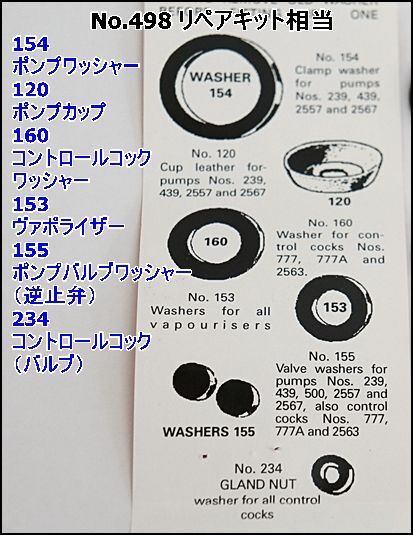 No.498 リペアキット相当
154
ポンプワッシャー
120
ポンプカップ
160
コントロールコック
ワッシャー
153
ヴァポライザー
155
ポンプバルブワッシャー
（逆止弁）
234
コントロールコック
（バルブ）
ONE
WASHER
154
No. 154
Clamp washer
for pumps
Nos. 239, 439,
2557 and 2567
No. 120
Cup leather for
pumps Nos. 239,
439, 2557 and 2567
120
160
No. 160
Washer for con-
trol cocks Nos.
777, 777A and
2563.
No. 153
Washers for all
vapourisers
153
No. 155
Valve washers for
pumps Nos. 239,
439, 500, 2557 and
2567, also control
cocks Nos. 777,
777A and 2563
WASHERS 155
No. 234
GLAND NUT
washer for all control
cocks